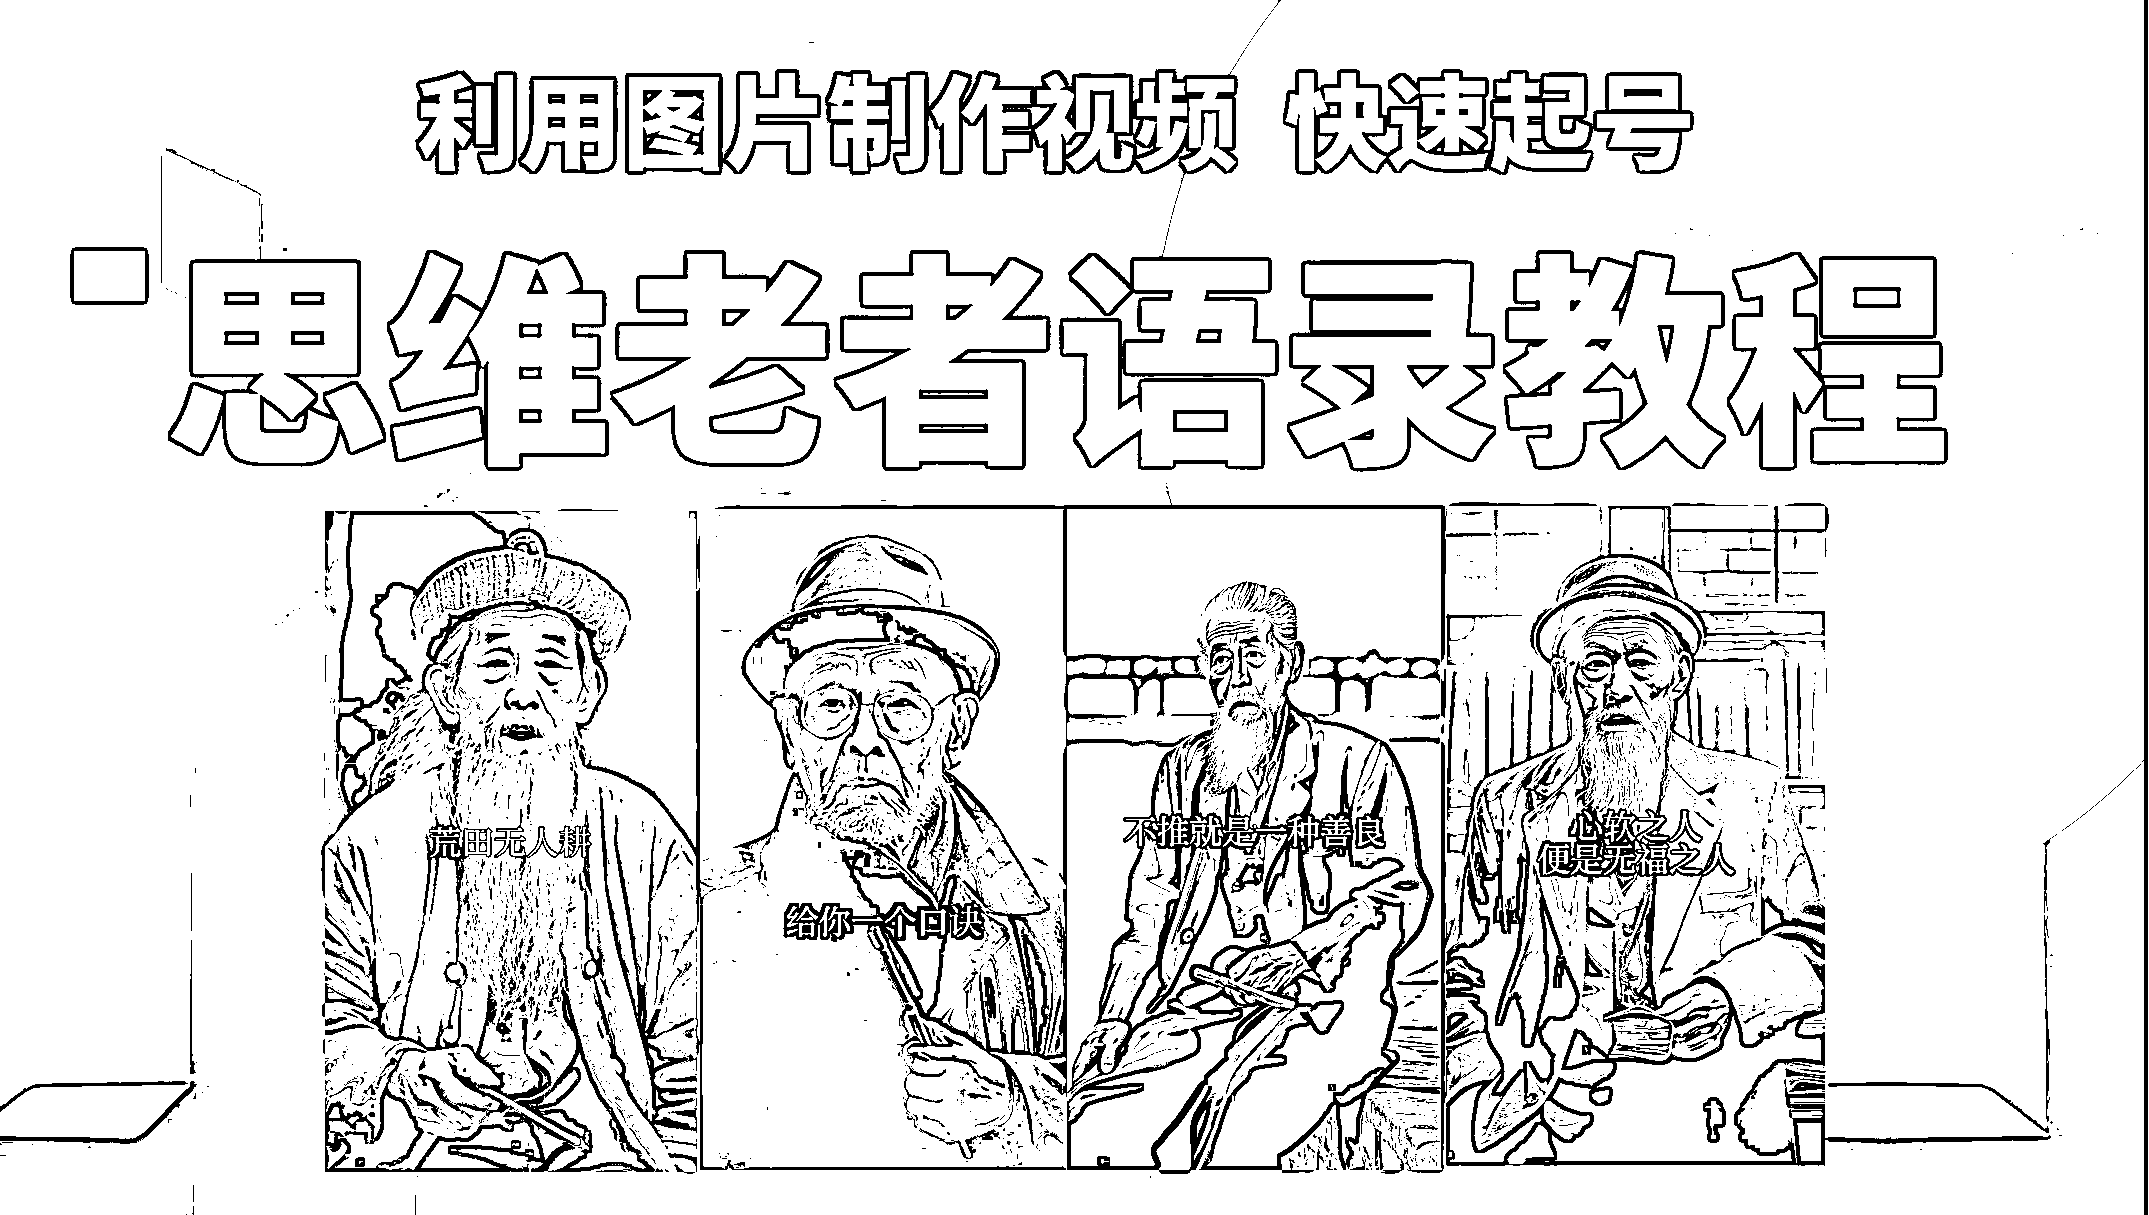 利用图片制作视频 快速起号
思维老者语录教程
荒田无人耕
给你一个口诀
不推就是一种善良
心软之人
便是无福之人